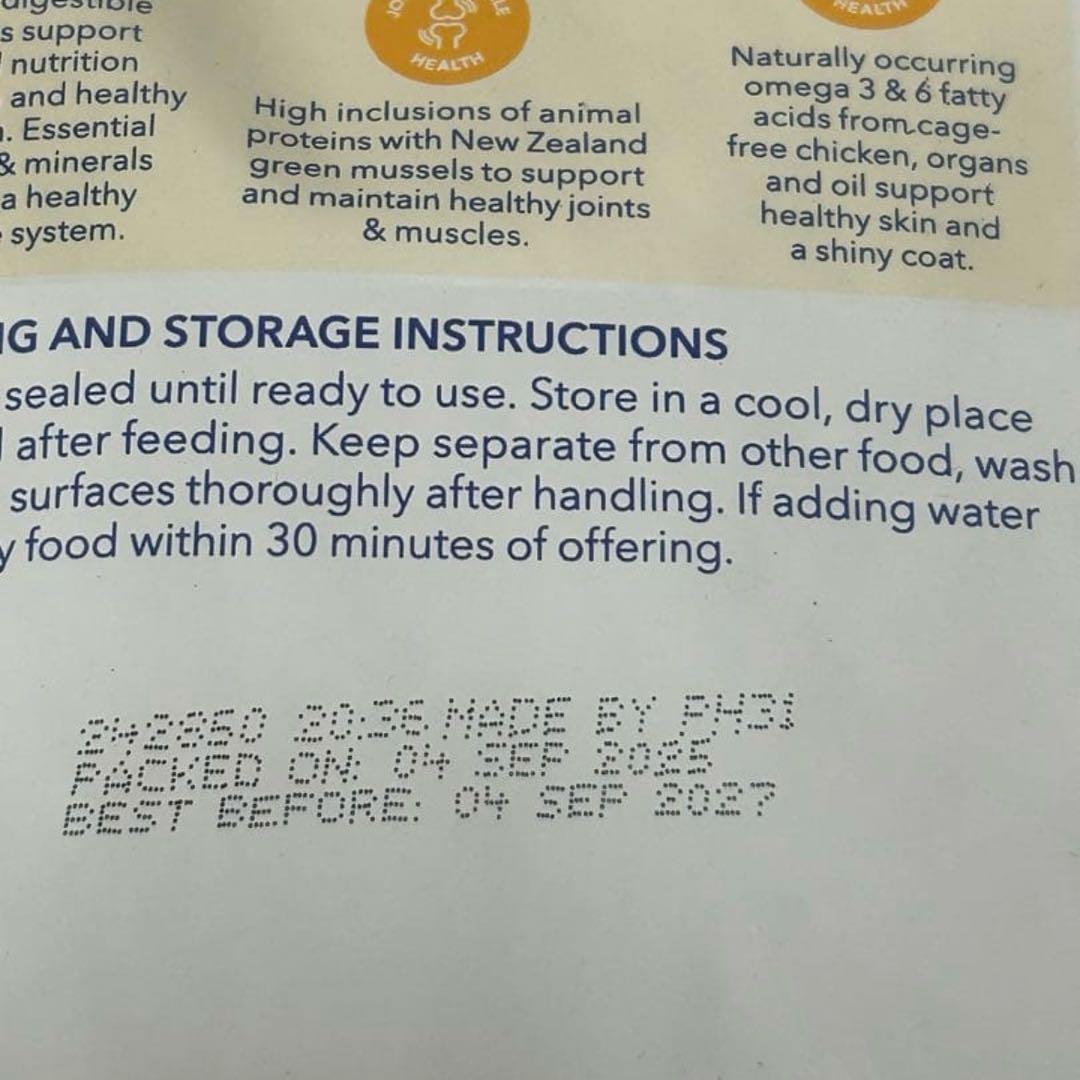 digestible
s support
nutrition
and healthy
. Essential
& minerals
a healthy
system.
HEALTH
High inclusions of animal
proteins with New Zealand
green mussels to support
and maintain healthy joints
& muscles.
HEALTH
Naturally occurring
omega 3 & 6 fatty
acids from cage-
free chicken, organs
and oil support
healthy skin and
a shiny coat.
G AND STORAGE INSTRUCTIONS
sealed until ready to use. Store in a cool, dry place
after feeding. Keep separate from other food, wash
surfaces thoroughly after handling. If adding water
y food within 30 minutes of offering.
20:36 MADE BY
PACKED ON: 04 SEP 2025
BEST BEFORE: 04 SEP 2027